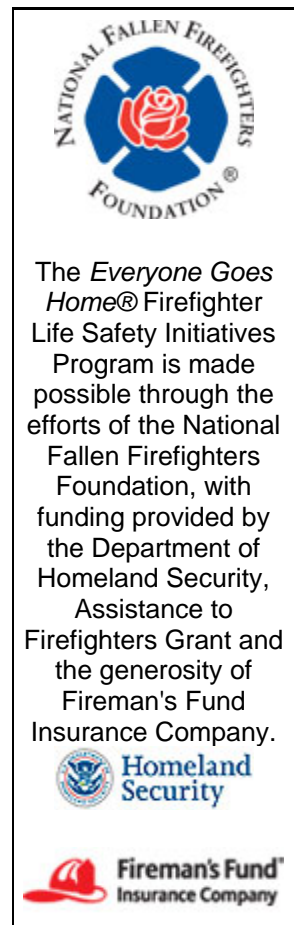 NATIONAL FALLEN FIREFIGHTERS
FOUNDATION®
The Everyone Goes
Home® Firefighter
Life Safety Initiatives
Program is made
possible through the
efforts of the National
Fallen Firefighters
Foundation, with
funding provided by
the Department of
Homeland Security,
Assistance to
Firefighters Grant and
the generosity of
Fireman's Fund
Insurance Company.
Homeland
Security
Fireman's Fund®
Insurance Company